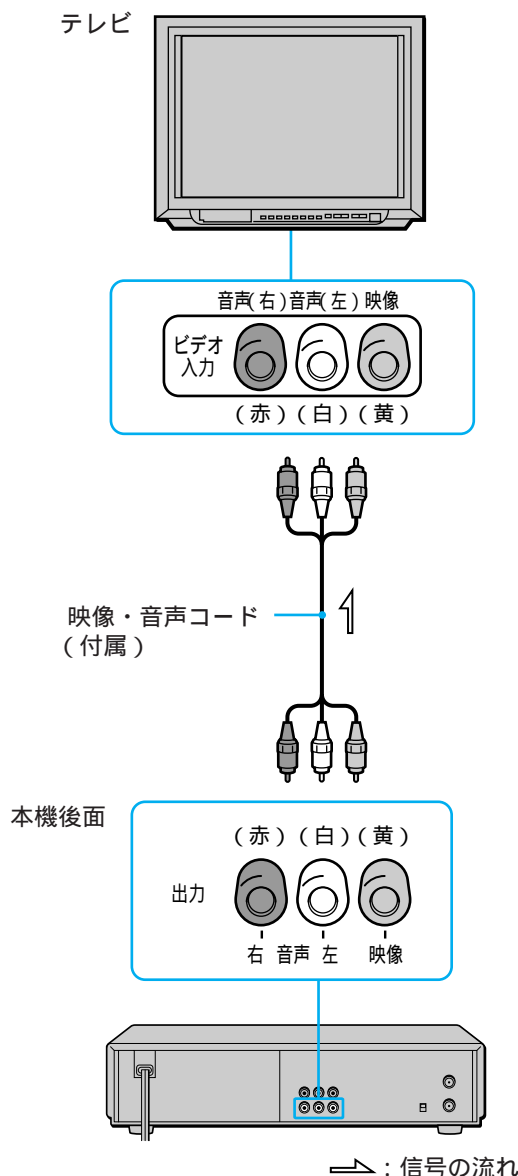 テレビ
音声(右)音声(左)映像
ビデオ
入力
(赤)(白)(黄)
映像・音声コード
(付属)
本機後面
(赤)(白)(黄)
出力
右 音声 左 映像
:信号の流れ